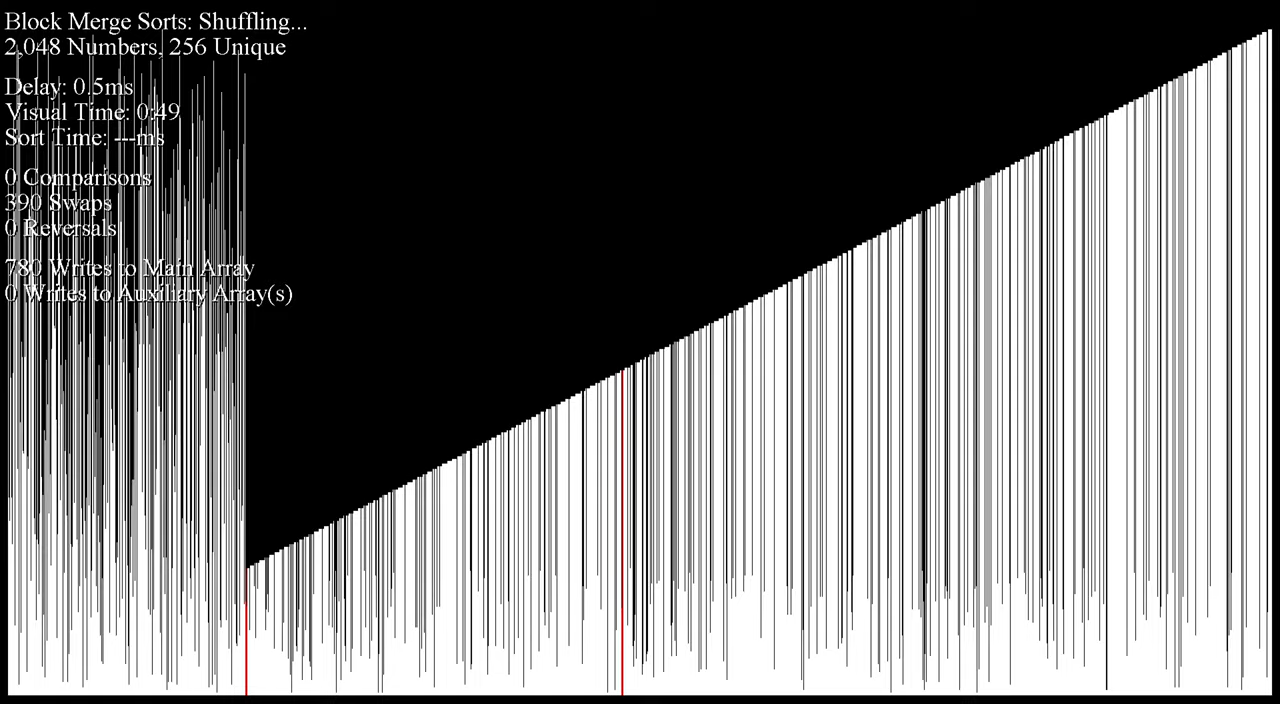 Block Merge Sorts: Shuffling...
2,048 Numbers, 256 Unique
Delay: 0.5ms
Visual Time: 0:49
Sort Time: ---ms
0 Comparisons
390 Swaps
0 Reversals
780 Writes to Main Array
0 Writes to Auxiliary Array(s)